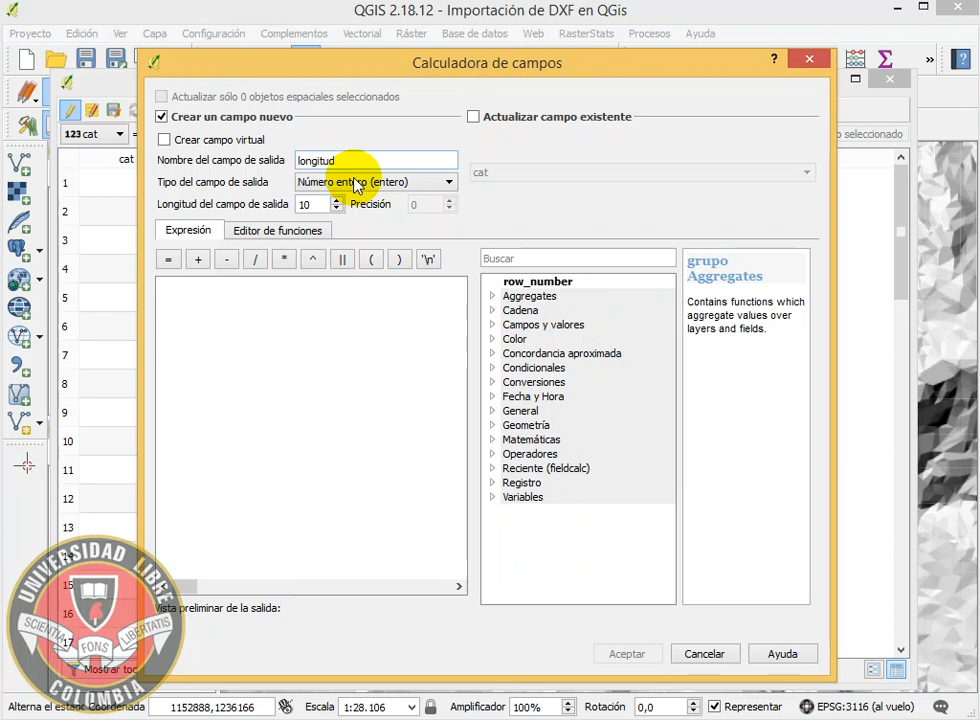 QGIS 2.18.12 - Importación de DXF en QGis
Proyecto Edición Ver Capa Configuración Complementos Vectorial Ráster Base de datos Web RasterStats Procesos Ayuda
Calculadora de campos
Actualizar sólo 0 objetos espaciales seleccionados
Crear un campo nuevo
Actualizar campo existente
Crear campo virtual
123 cat
selecionado
Nombre del campo de salida longitud
cat
cat
Tipo del campo de salida Número entero (entero)
Longitud del campo de salida 10 Precisión 0
Expresión Editor de funciones
= + - / * ^ || ( ) '\n'
Buscar
row_number
Aggregates
Cadena
Campos y valores
Color
Concordancia aproximada
Condicionales
Conversiones
Fecha y Hora
General
Geometría
Matemáticas
Operadores
Reciente (fieldcalc)
Registro
Variables
grupo
Aggregates
Contains functions which
aggregate values over
layers and fields.
1
2
3
4
5
6
7
8
9
10
11
12
13
14
15
16
17
Vista preliminar de la salida:
Aceptar Cancelar Ayuda
Mostrar toc
UNIVERSIDAD LIBRE
SCIENTIA FONS LIBERTATIS
COLOMBIA
Alterna el estado Coordenada 1152888,1236166 Escala 1:28.106 Amplificador 100% Rotación 0,0 Representar EPSG:3116 (al vuelo)